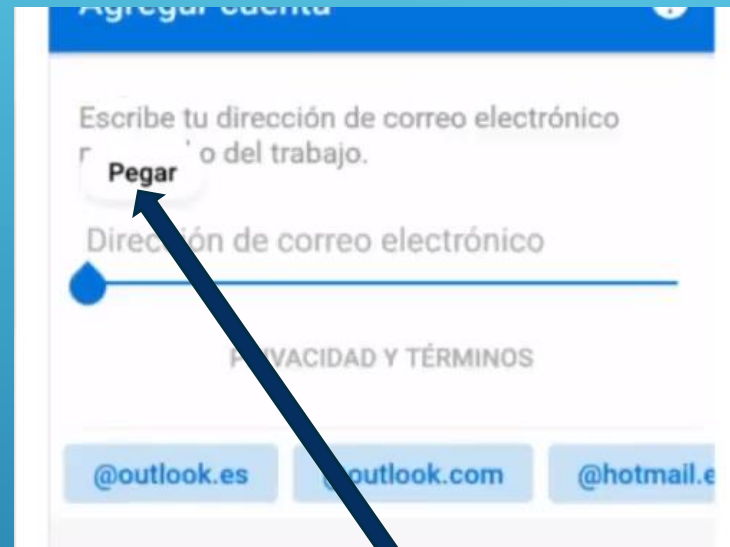 Agregar cuenta
Escribe tu dirección de correo electrónico
o del trabajo.
Pegar
Dirección de correo electrónico
PRIVACIDAD Y TÉRMINOS
@outlook.es
@outlook.com
@hotmail.e